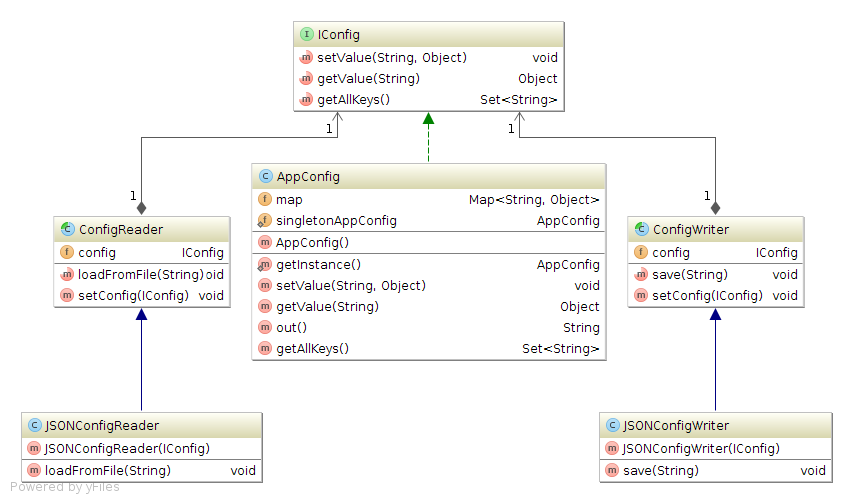 I IConfig
m setValue(String, Object) void
m getValue(String) Object
m getAllKeys() Set<String>
1 1
1 1
C AppConfig
f map Map<String, Object>
f singletonAppConfig AppConfig
m AppConfig()
m getInstance() AppConfig
m setValue(String, Object) void
m getValue(String) Object
m out() String
m getAllKeys() Set<String>
C ConfigReader
f config IConfig
m loadFromFile(String) oid
m setConfig(IConfig) void
C ConfigWriter
f config IConfig
m save(String) void
m setConfig(IConfig) void
C JSONConfigReader
m JSONConfigReader(IConfig)
m loadFromFile(String) void
C JSONConfigWriter
m JSONConfigWriter(IConfig)
m save(String) void
Powered by yFiles